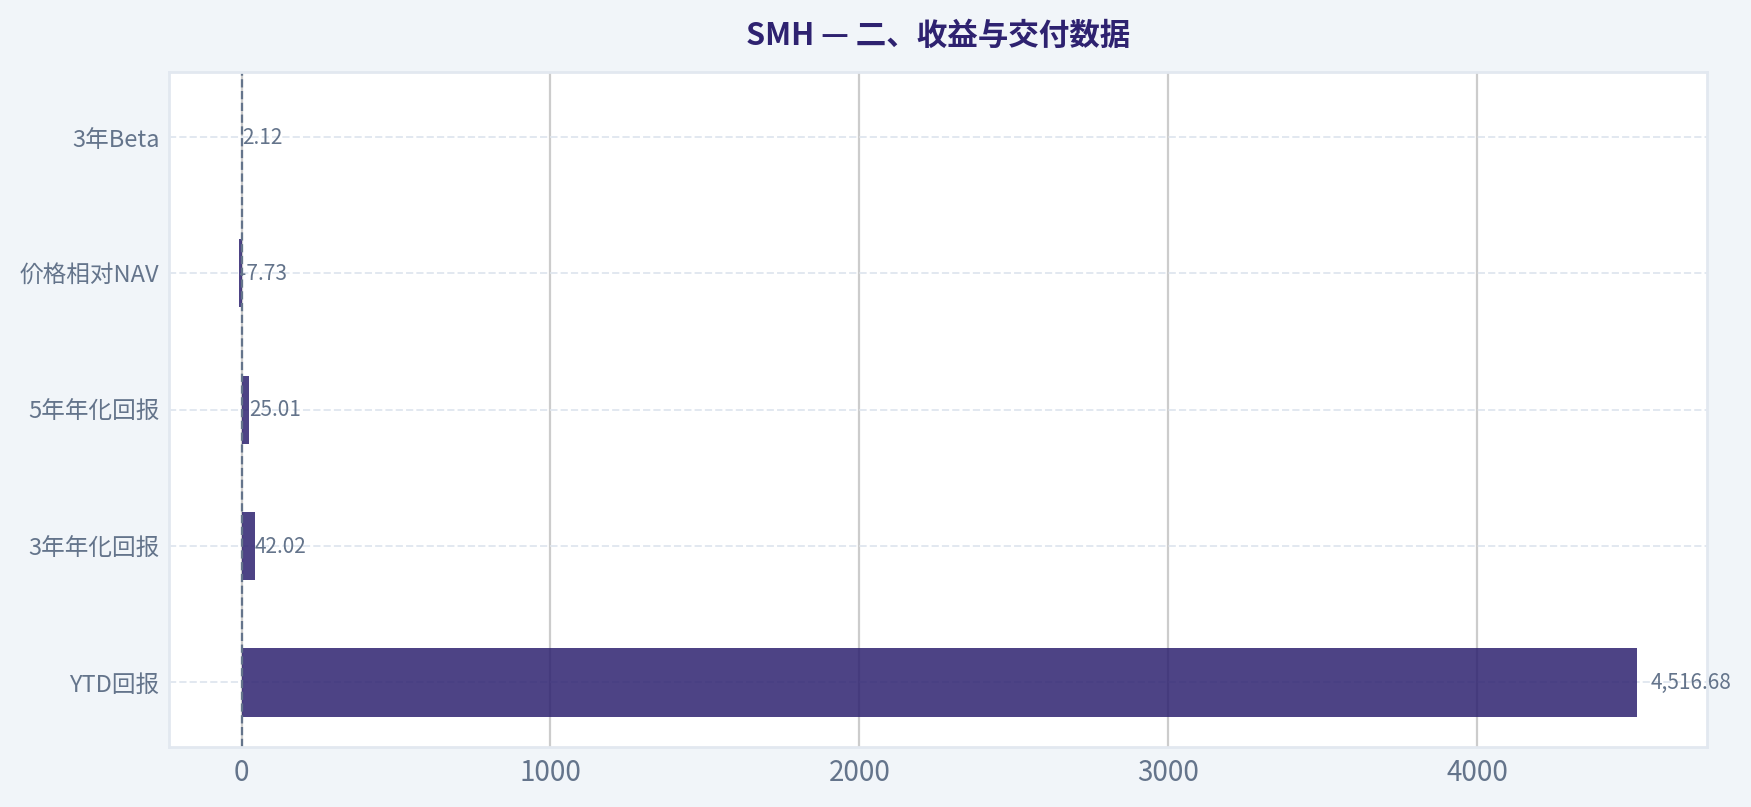 SMH — 二、收益与交付数据
3年Beta
2.12
价格相对NAV
-7.73
5年年化回报
25.01
3年年化回报
42.02
YTD回报
4,516.68
0
1000
2000
3000
4000